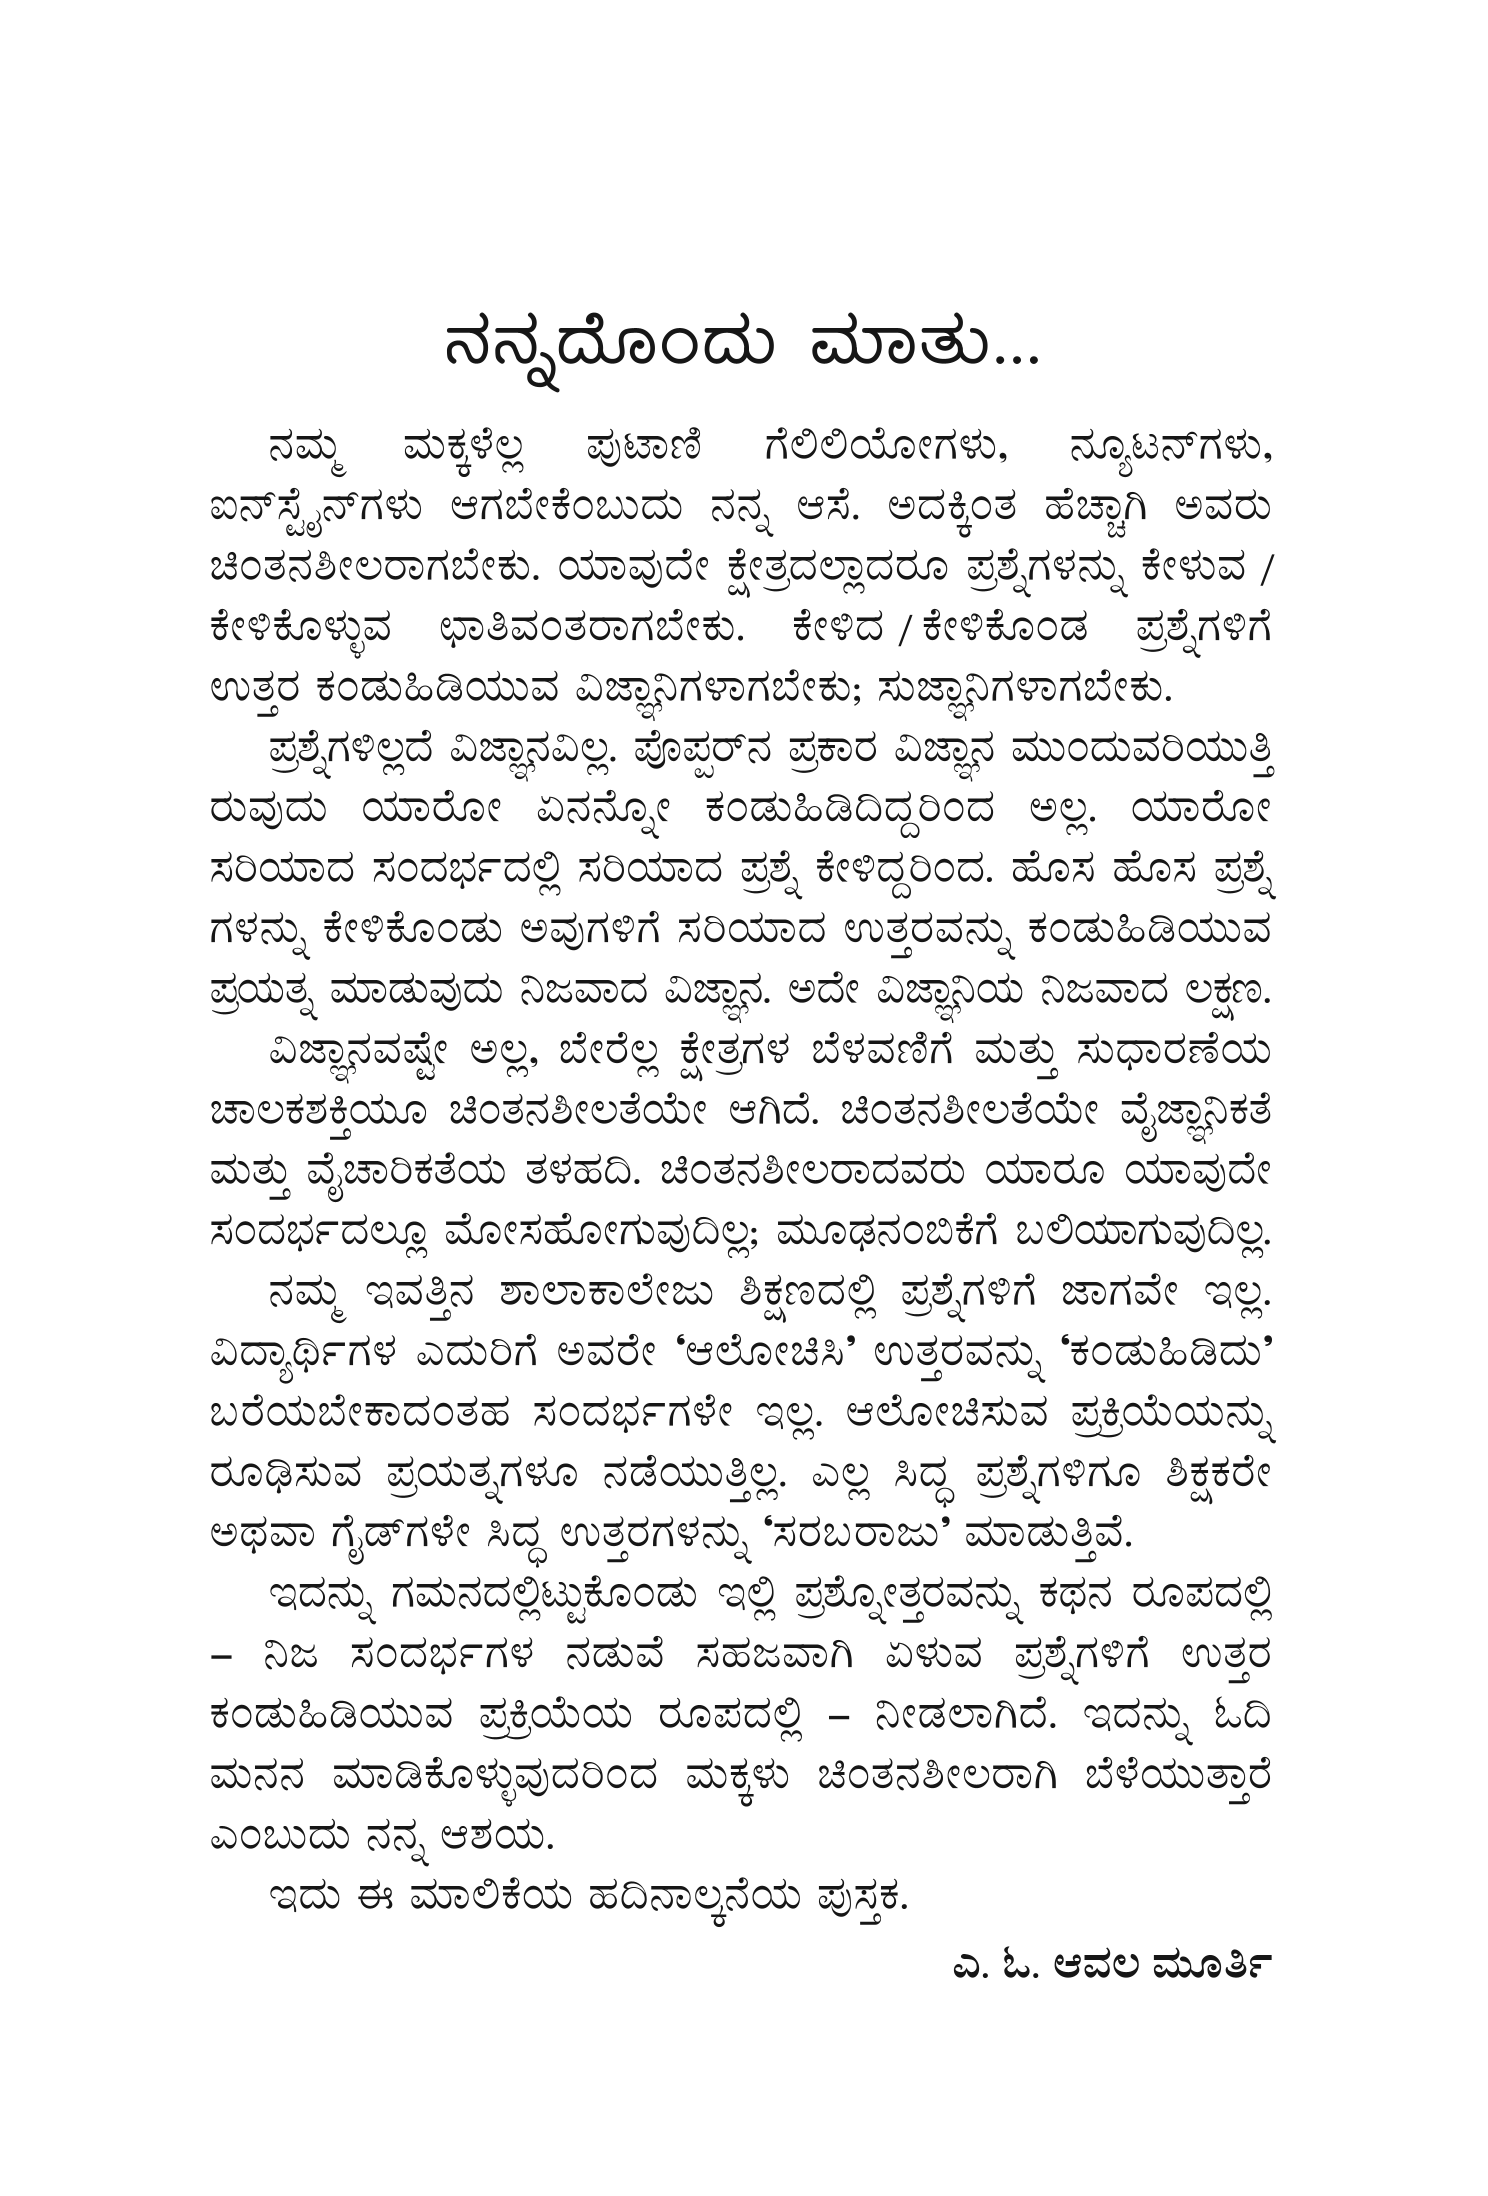 ನನ್ನದೊಂದು ಮಾತು...
ನಮ್ಮ ಮಕ್ಕಳೆಲ್ಲ ಪುಟಾಣಿ ಗೆಲಿಲಿಯೋಗಳು, ನ್ಯೂಟನ್‌ಗಳು,
ಐನ್‌ಸ್ಟೈನ್‌ಗಳು ಆಗಬೇಕೆಂಬುದು ನನ್ನ ಆಸೆ. ಅದಕ್ಕಿಂತ ಹೆಚ್ಚಾಗಿ ಅವರು
ಚಿಂತನಶೀಲರಾಗಬೇಕು. ಯಾವುದೇ ಕ್ಷೇತ್ರದಲ್ಲಾದರೂ ಪ್ರಶ್ನೆಗಳನ್ನು ಕೇಳುವ /
ಕೇಳಿಕೊಳ್ಳುವ ಛಾತಿವಂತರಾಗಬೇಕು. ಕೇಳಿದ / ಕೇಳಿಕೊಂಡ ಪ್ರಶ್ನೆಗಳಿಗೆ
ಉತ್ತರ ಕಂಡುಹಿಡಿಯುವ ವಿಜ್ಞಾನಿಗಳಾಗಬೇಕು; ಸುಜ್ಞಾನಿಗಳಾಗಬೇಕು.
ಪ್ರಶ್ನೆಗಳಿಲ್ಲದೆ ವಿಜ್ಞಾನವಿಲ್ಲ. ಪೊಪ್ಪರ್‌ನ ಪ್ರಕಾರ ವಿಜ್ಞಾನ ಮುಂದುವರಿಯುತ್ತಿ
ರುವುದು ಯಾರೋ ಏನನ್ನೋ ಕಂಡುಹಿಡಿದಿದ್ದರಿಂದ ಅಲ್ಲ. ಯಾರೋ
ಸರಿಯಾದ ಸಂದರ್ಭದಲ್ಲಿ ಸರಿಯಾದ ಪ್ರಶ್ನೆ ಕೇಳಿದ್ದರಿಂದ. ಹೊಸ ಹೊಸ ಪ್ರಶ್ನೆ
ಗಳನ್ನು ಕೇಳಿಕೊಂಡು ಅವುಗಳಿಗೆ ಸರಿಯಾದ ಉತ್ತರವನ್ನು ಕಂಡುಹಿಡಿಯುವ
ಪ್ರಯತ್ನ ಮಾಡುವುದು ನಿಜವಾದ ವಿಜ್ಞಾನ. ಅದೇ ವಿಜ್ಞಾನಿಯ ನಿಜವಾದ ಲಕ್ಷಣ.
ವಿಜ್ಞಾನವಷ್ಟೇ ಅಲ್ಲ, ಬೇರೆಲ್ಲ ಕ್ಷೇತ್ರಗಳ ಬೆಳವಣಿಗೆ ಮತ್ತು ಸುಧಾರಣೆಯ
ಚಾಲಕಶಕ್ತಿಯೂ ಚಿಂತನಶೀಲತೆಯೇ ಆಗಿದೆ. ಚಿಂತನಶೀಲತೆಯೇ ವೈಜ್ಞಾನಿಕತೆ
ಮತ್ತು ವೈಚಾರಿಕತೆಯ ತಳಹದಿ. ಚಿಂತನಶೀಲರಾದವರು ಯಾರೂ ಯಾವುದೇ
ಸಂದರ್ಭದಲ್ಲೂ ಮೋಸಹೋಗುವುದಿಲ್ಲ; ಮೂಢನಂಬಿಕೆಗೆ ಬಲಿಯಾಗುವುದಿಲ್ಲ.
ನಮ್ಮ ಇವತ್ತಿನ ಶಾಲಾಕಾಲೇಜು ಶಿಕ್ಷಣದಲ್ಲಿ ಪ್ರಶ್ನೆಗಳಿಗೆ ಜಾಗವೇ ಇಲ್ಲ.
ವಿದ್ಯಾರ್ಥಿಗಳ ಎದುರಿಗೆ ಅವರೇ ‘ಆಲೋಚಿಸಿ’ ಉತ್ತರವನ್ನು ‘ಕಂಡುಹಿಡಿದು’
ಬರೆಯಬೇಕಾದಂತಹ ಸಂದರ್ಭಗಳೇ ಇಲ್ಲ. ಆಲೋಚಿಸುವ ಪ್ರಕ್ರಿಯೆಯನ್ನು
ರೂಢಿಸುವ ಪ್ರಯತ್ನಗಳೂ ನಡೆಯುತ್ತಿಲ್ಲ. ಎಲ್ಲ ಸಿದ್ಧ ಪ್ರಶ್ನೆಗಳಿಗೂ ಶಿಕ್ಷಕರೇ
ಅಥವಾ ಗೈಡ್‌ಗಳೇ ಸಿದ್ಧ ಉತ್ತರಗಳನ್ನು ‘ಸರಬರಾಜು’ ಮಾಡುತ್ತಿವೆ.
ಇದನ್ನು ಗಮನದಲ್ಲಿಟ್ಟುಕೊಂಡು ಇಲ್ಲಿ ಪ್ರಶ್ನೋತ್ತರವನ್ನು ಕಥನ ರೂಪದಲ್ಲಿ
– ನಿಜ ಸಂದರ್ಭಗಳ ನಡುವೆ ಸಹಜವಾಗಿ ಏಳುವ ಪ್ರಶ್ನೆಗಳಿಗೆ ಉತ್ತರ
ಕಂಡುಹಿಡಿಯುವ ಪ್ರಕ್ರಿಯೆಯ ರೂಪದಲ್ಲಿ – ನೀಡಲಾಗಿದೆ. ಇದನ್ನು ಓದಿ
ಮನನ ಮಾಡಿಕೊಳ್ಳುವುದರಿಂದ ಮಕ್ಕಳು ಚಿಂತನಶೀಲರಾಗಿ ಬೆಳೆಯುತ್ತಾರೆ
ಎಂಬುದು ನನ್ನ ಆಶಯ.
ಇದು ಈ ಮಾಲಿಕೆಯ ಹದಿನಾಲ್ಕನೆಯ ಪುಸ್ತಕ.
ಎ. ಓ. ಆವಲ ಮೂರ್ತಿ